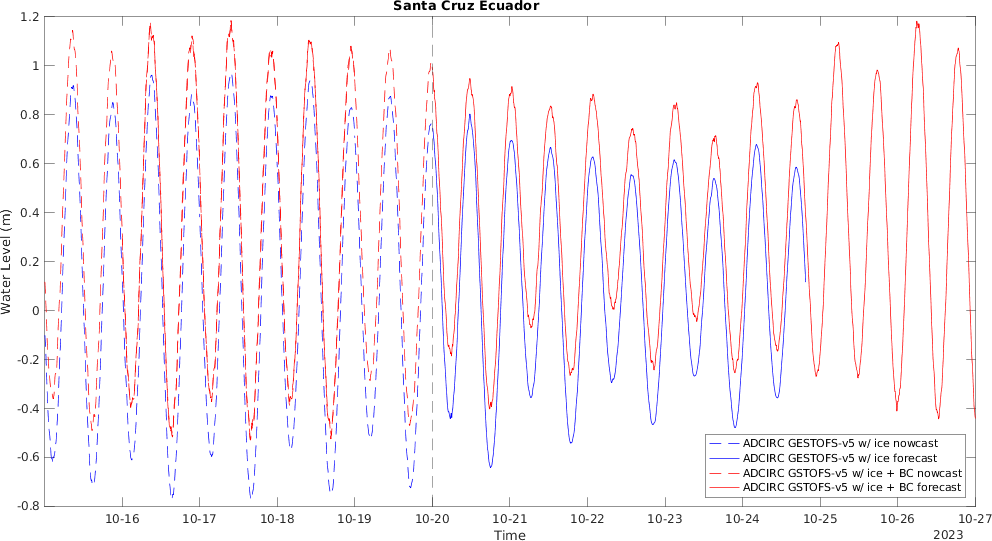 Santa Cruz Ecuador
1.2
1
0.8
0.6
0.4
0.2
0
-0.2
-0.4
-0.6
-0.8
Water Level (m)
ADCIRC GESTOFS-v5 w/ ice nowcast
ADCIRC GESTOFS-v5 w/ ice forecast
ADCIRC GSTOFS-v5 w/ ice + BC nowcast
ADCIRC GSTOFS-v5 w/ ice + BC forecast
10-16 10-17 10-18 10-19 10-20 10-21 10-22 10-23 10-24 10-25 10-26 10-27
Time
2023